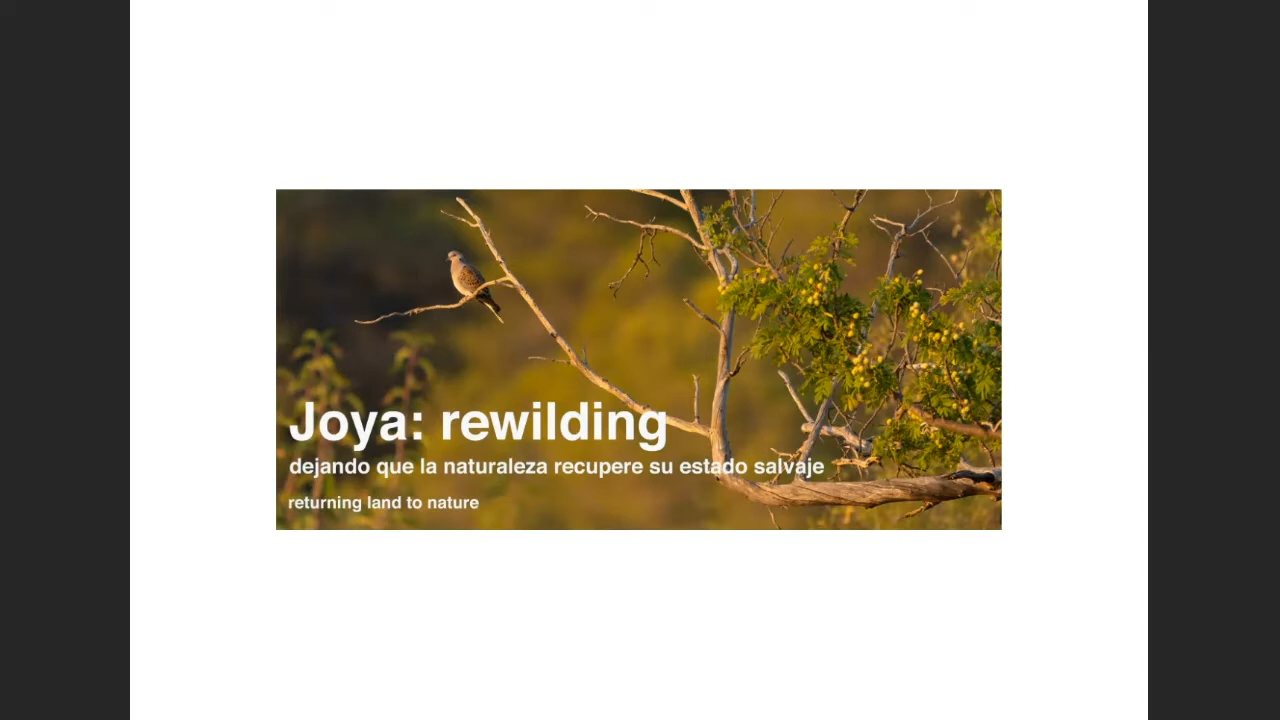 Joya: rewilding
dejando que la naturaleza recupere su estado salvaje
returning land to nature